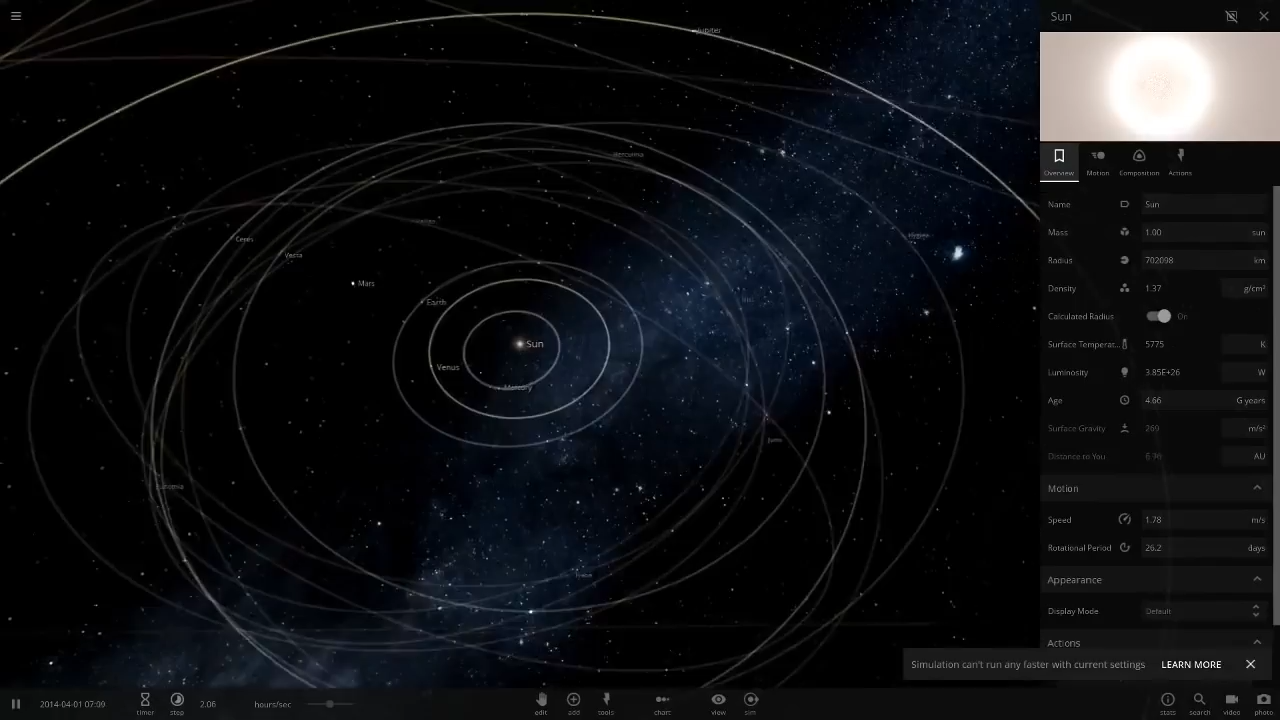 Sun
Jupiter
Ceres
Vesta
Mars
Earth
Sun
Venus
Mercury
Juno
Overview
Motion
Composition
Actions
Name
Sun
Mass
1.00 sun
Radius
702098 km
Density
1.37 g/cm³
Calculated Radius
On
Surface Temperat...
5775 K
Luminosity
3.85E+26 W
Age
4.66 G years
Surface Gravity
269 m/s²
Distance to You
AU
Motion
Speed
1.78 m/s
Rotational Period
26.2 days
Appearance
Display Mode
Default
Actions
Simulation can't run any faster with current settings LEARN MORE
2014-04-01 07:09
timer
step
2.06 hours/sec
edit
add
tools
chart
view
sim
stats
search
video
photo